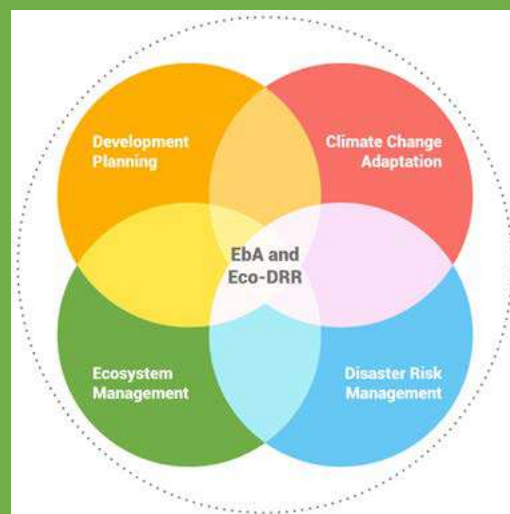 Development
Planning
Climate Change
Adaptation
EbA and
Eco-DRR
Ecosystem
Management
Disaster Risk
Management